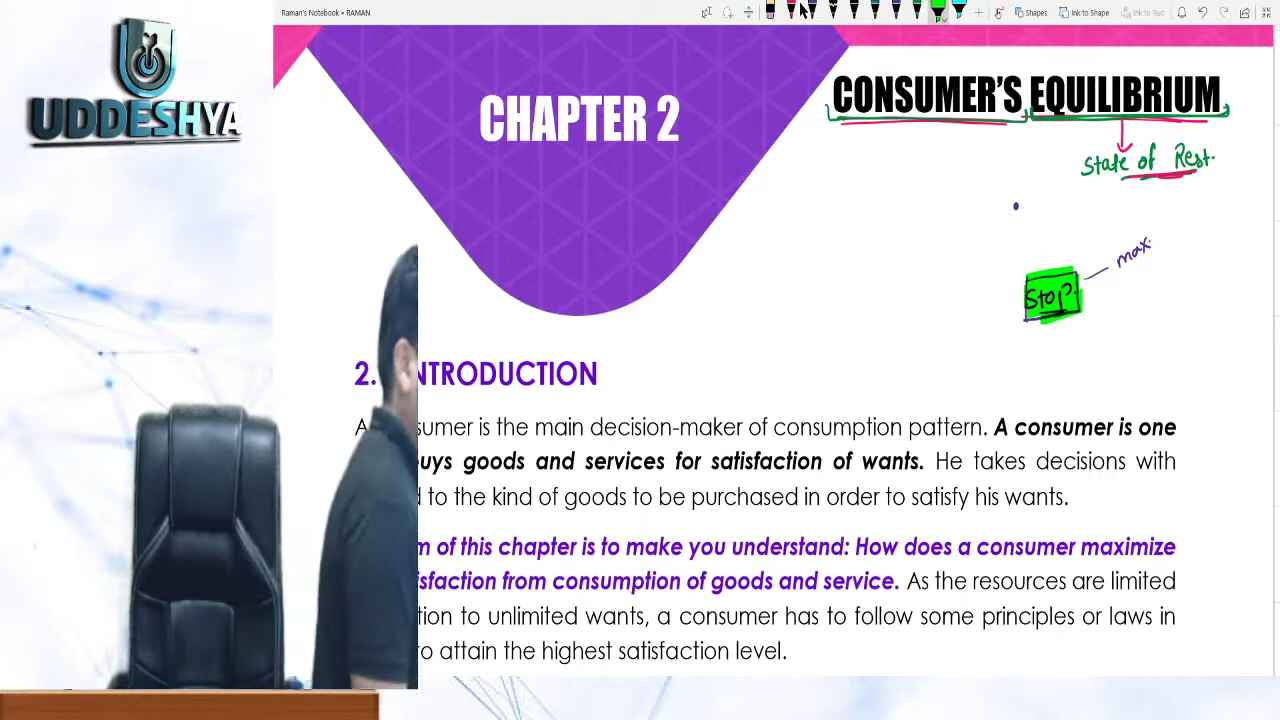 Raman's Notebook » RAMAN
Shapes
Ink to Shape
Ink to Text
UDDESHYA
CHAPTER 2
CONSUMER'S EQUILIBRIUM
State of Rest.
max.
Stop.
2. NTRODUCTION
A sumer is the main decision-maker of consumption pattern. A consumer is one
uys goods and services for satisfaction of wants. He takes decisions with
d to the kind of goods to be purchased in order to satisfy his wants.
m of this chapter is to make you understand: How does a consumer maximize
isfaction from consumption of goods and service. As the resources are limited
tion to unlimited wants, a consumer has to follow some principles or laws in
to attain the highest satisfaction level.